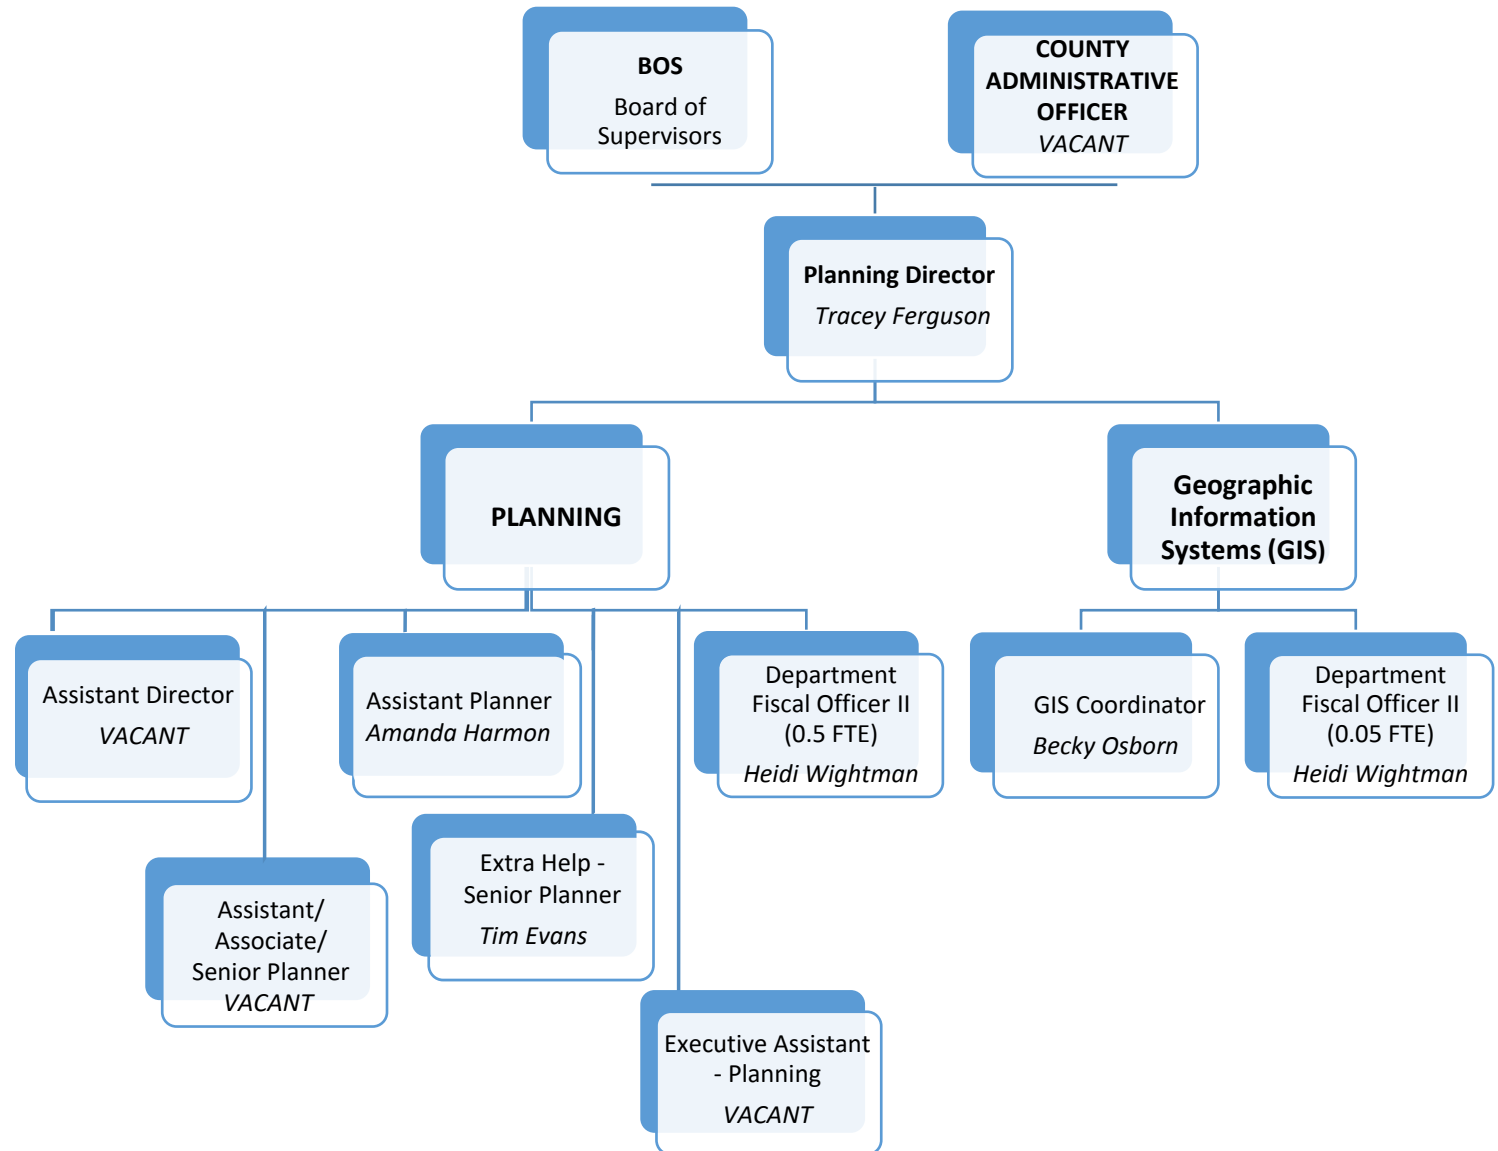 BOS
Board of
Supervisors
COUNTY
ADMINISTRATIVE
OFFICER
VACANT
Planning Director
Tracey Ferguson
PLANNING
Geographic
Information
Systems (GIS)
Assistant Director
VACANT
Assistant Planner
Amanda Harmon
Department
Fiscal Officer II
(0.5 FTE)
Heidi Wightman
GIS Coordinator
Becky Osborn
Department
Fiscal Officer II
(0.05 FTE)
Heidi Wightman
Assistant/
Associate/
Senior Planner
VACANT
Extra Help -
Senior Planner
Tim Evans
Executive Assistant
- Planning
VACANT